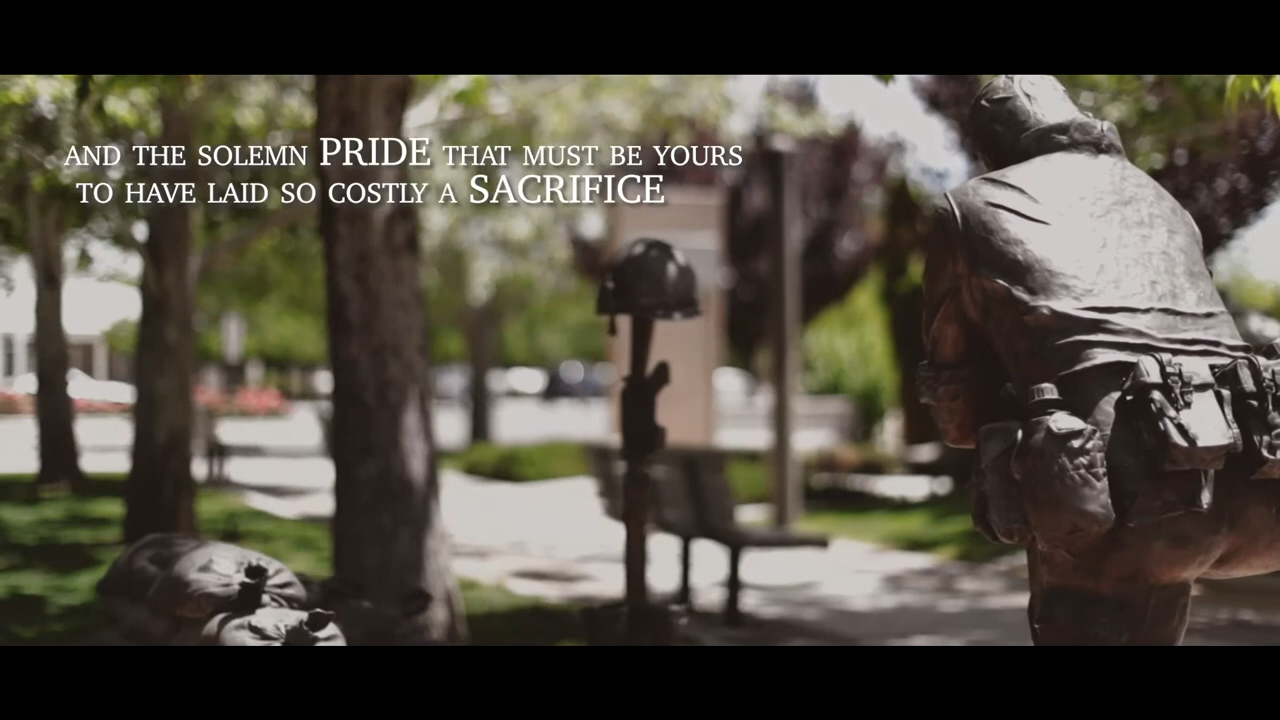 AND THE SOLEMN PRIDE THAT MUST BE YOURS
TO HAVE LAID SO COSTLY A SACRIFICE